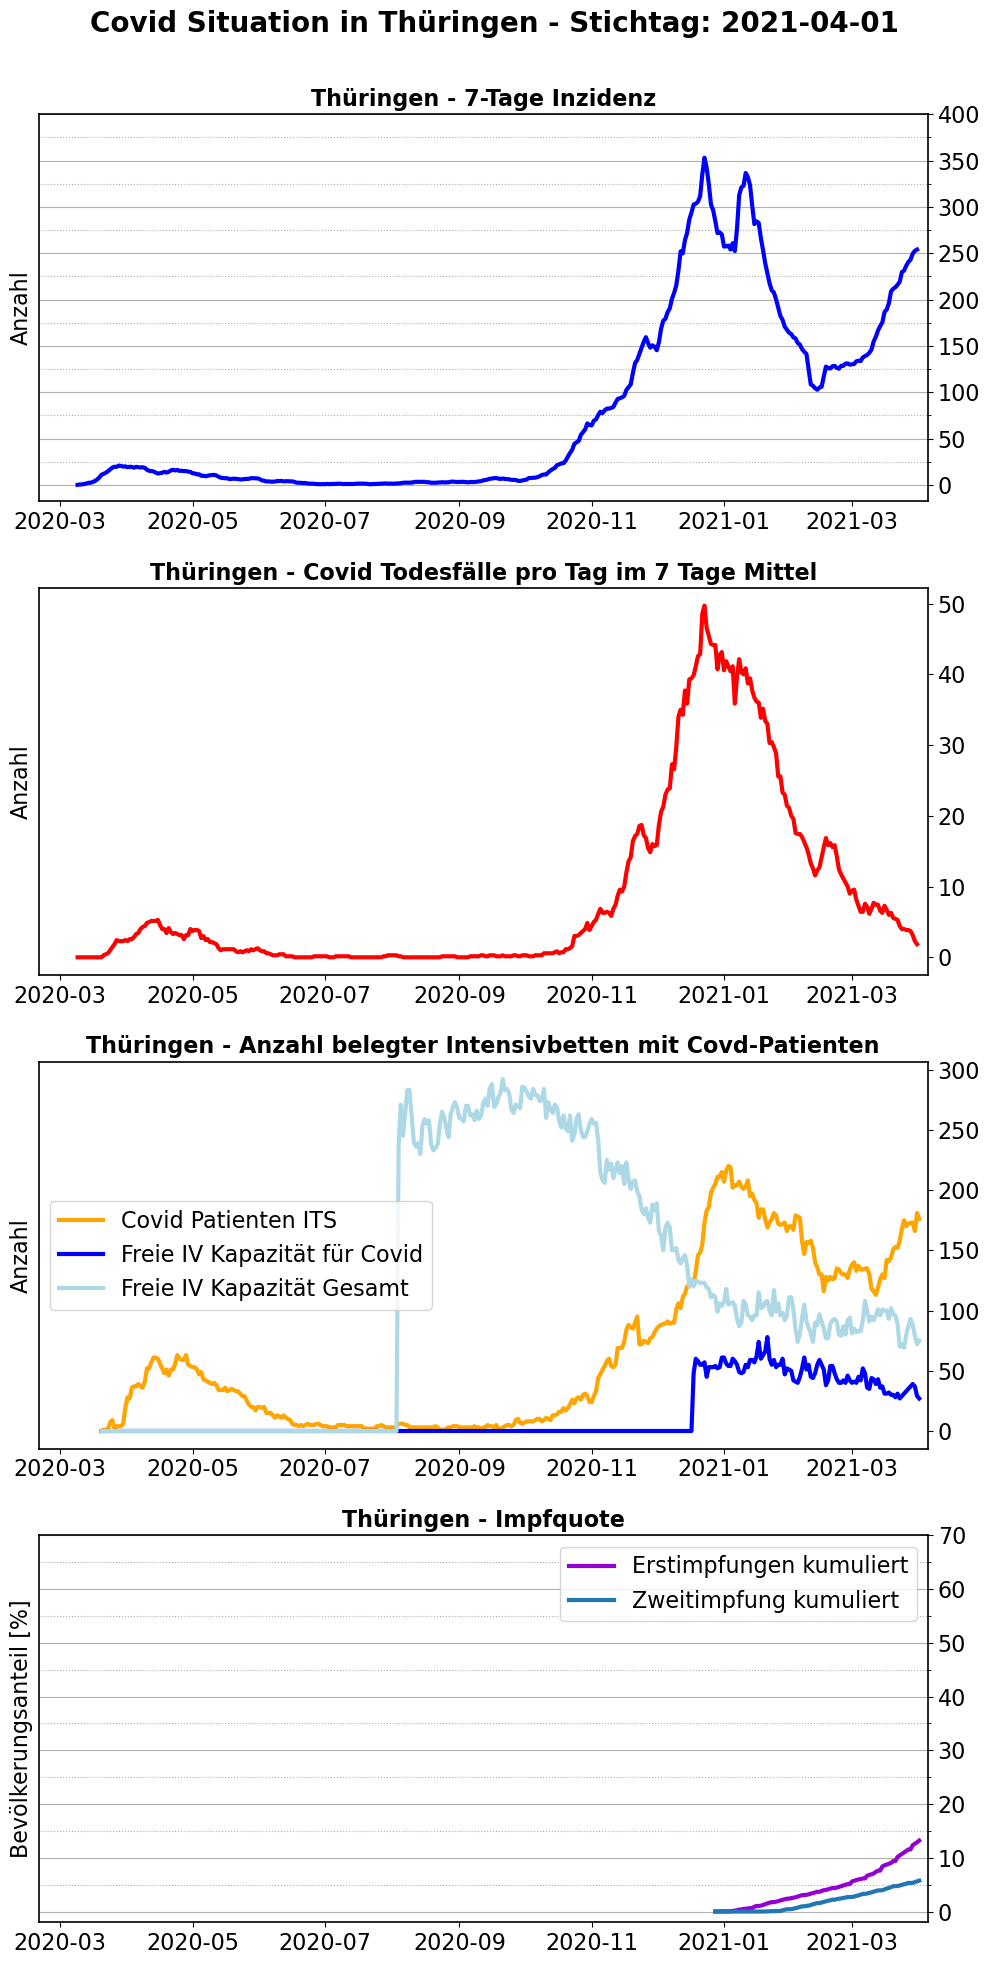 Covid Situation in Thüringen - Stichtag: 2021-04-01
Thüringen - 7-Tage Inzidenz
Anzahl
400
350
300
250
200
150
100
50
0
2020-03 2020-05 2020-07 2020-09 2020-11 2021-01 2021-03
Thüringen - Covid Todesfälle pro Tag im 7 Tage Mittel
Anzahl
50
40
30
20
10
0
2020-03 2020-05 2020-07 2020-09 2020-11 2021-01 2021-03
Thüringen - Anzahl belegter Intensivbetten mit Covd-Patienten
Anzahl
Covid Patienten ITS
Freie IV Kapazität für Covid
Freie IV Kapazität Gesamt
300
250
200
150
100
50
0
2020-03 2020-05 2020-07 2020-09 2020-11 2021-01 2021-03
Thüringen - Impfquote
Bevölkerungsanteil [%]
Erstimpfungen kumuliert
Zweitimpfung kumuliert
70
60
50
40
30
20
10
0
2020-03 2020-05 2020-07 2020-09 2020-11 2021-01 2021-03